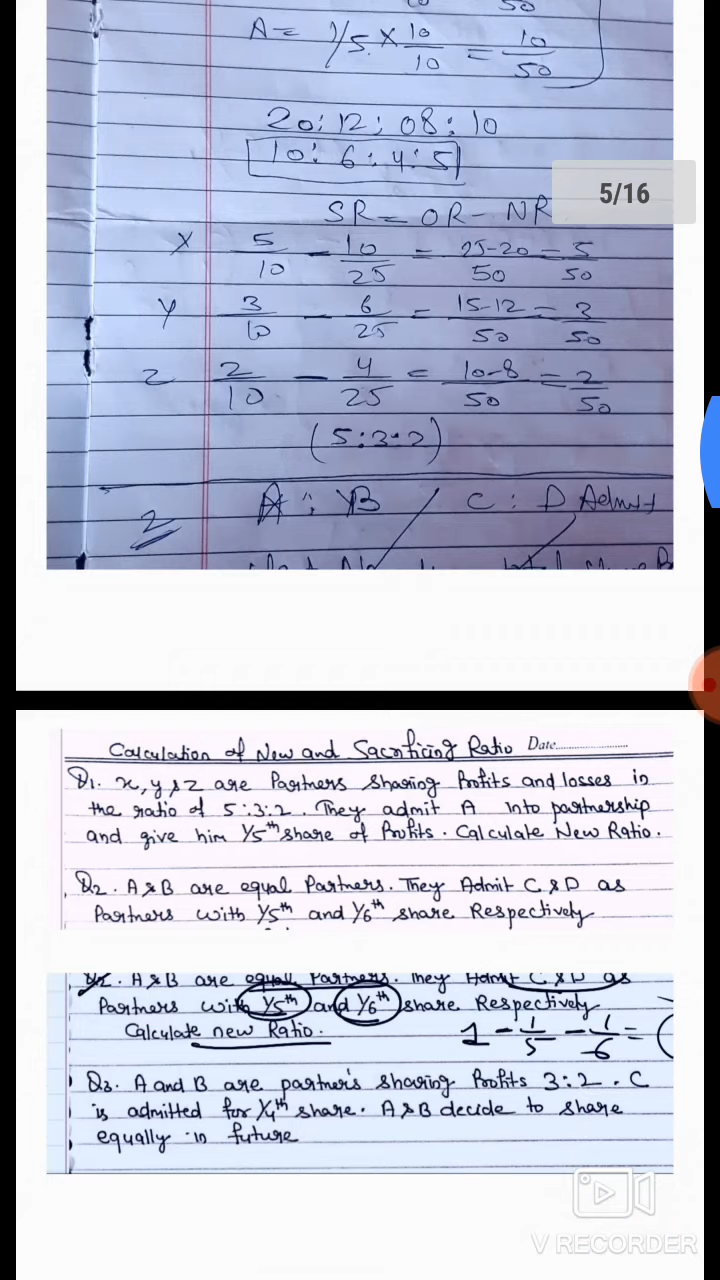 10 50
A = 1/5 × 10/10 = 10/50
20 : 12 : 08 : 10
10 : 6 : 4 : 5
5/16
SR = OR - NR
X 5/10 - 10/25 = 25-20/50 = 5/50
Y 3/10 - 6/25 = 15-12/50 = 3/50
Z 2/10 - 4/25 = 10-8/50 = 2/50
(5:3:2)
2 A : B / C : D Admit
Calculation of New and Sacrificing Ratio Date
Q1. x, y & z are Partners sharing Profits and losses in
the ratio of 5:3:2. They admit A into partnership
and give him 1/5th share of Profits. Calculate New Ratio.
Q2. A & B are equal Partners. They Admit C & D as
Partners with 1/5th and 1/6th share Respectively
Q2. A & B are equal Partners. They Admit C & D as
Partners with 1/5th and 1/6th share Respectively
Calculate new Ratio. 1 - 1/5 - 1/6 = (
Q3. A and B are partner's sharing Profits 3:2. C
is admitted for 1/4th share. A & B decide to share
equally in future
V RECORDER